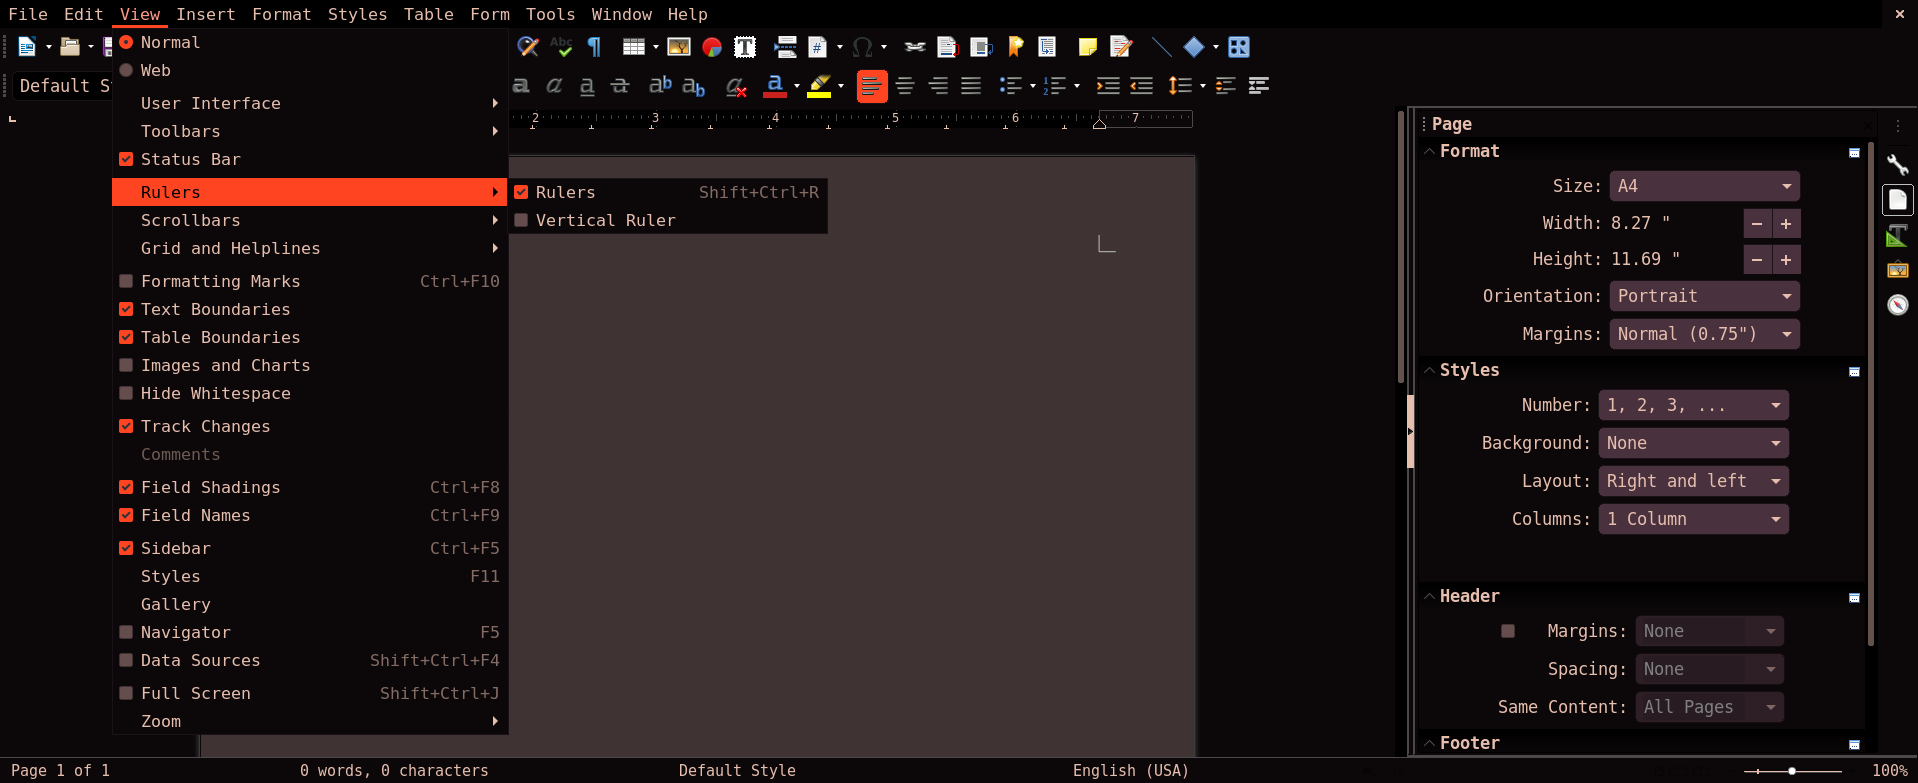 File Edit View Insert Format Styles Table Form Tools Window Help
Normal
Web
Default
User Interface
Toolbars
Status Bar
2 3 4 5 6 7
Rulers
Rulers Shift+Ctrl+R
Vertical Ruler
Scrollbars
Grid and Helplines
Formatting Marks Ctrl+F10
Text Boundaries
Table Boundaries
Images and Charts
Hide Whitespace
Track Changes
Comments
Field Shadings Ctrl+F8
Field Names Ctrl+F9
Sidebar Ctrl+F5
Styles F11
Gallery
Navigator F5
Data Sources Shift+Ctrl+F4
Full Screen Shift+Ctrl+J
Zoom
Page
Format
Size: A4
Width: 8.27 "
Height: 11.69 "
Orientation: Portrait
Margins: Normal (0.75")
Styles
Number: 1, 2, 3, ...
Background: None
Layout: Right and left
Columns: 1 Column
Header
Margins: None
Spacing: None
Same Content: All Pages
Footer
Page 1 of 1 0 words, 0 characters Default Style English (USA) 100%